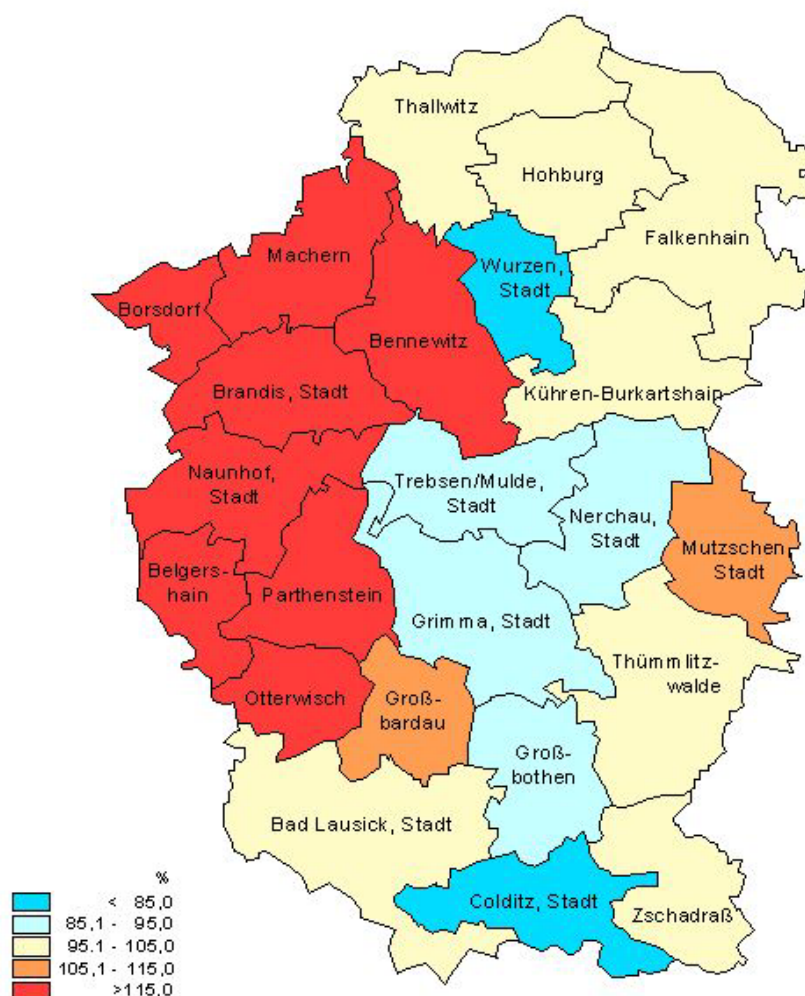 Thallwitz
Hohburg
Falkenhain
Machern
Wurzen,
Stadt
Borsdorf
Bennewitz
Brandis, Stadt
Kühren-Burkartshain
Naunhof,
Stadt
Trebsen/Mulde,
Stadt
Nerchau,
Stadt
Mutzschen
Stadt
Belgers-
hain
Parthenstein
Grimma, Stadt
Thümmlitz-
walde
Otterwisch
Groß-
bardau
Groß-
bothen
Bad Lausick, Stadt
Colditz, Stadt
Zschadraß
%
< 85,0
85,1 - 95,0
95.1 - 105,0
105,1 - 115,0
>115,0